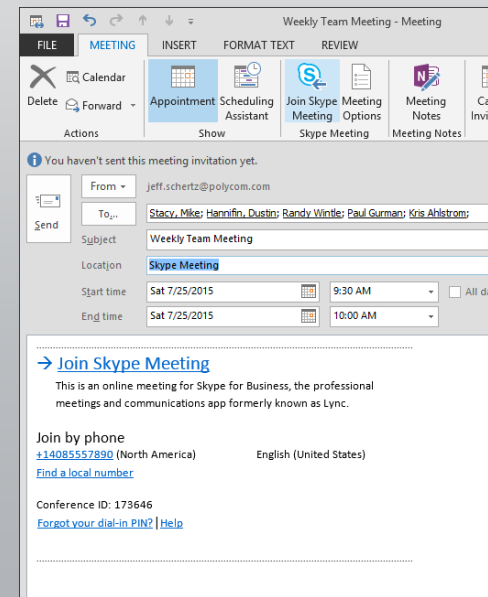 Weekly Team Meeting - Meeting
FILE MEETING INSERT FORMAT TEXT REVIEW
Delete
Calendar
Forward
Actions
Appointment
Scheduling
Assistant
Show
Join Skype
Meeting
Meeting
Options
Skype Meeting
Meeting
Notes
Meeting Notes
You haven't sent this meeting invitation yet.
Send
From jeff.schertz@polycom.com
To... Stacy, Mike; Hannifin, Dustin; Randy Wintle; Paul Gurman; Kris Ahlstrom;
Subject Weekly Team Meeting
Location Skype Meeting
Start time Sat 7/25/2015 9:30 AM All
End time Sat 7/25/2015 10:00 AM
→ Join Skype Meeting
This is an online meeting for Skype for Business, the professional
meetings and communications app formerly known as Lync.
Join by phone
+14085557890 (North America) English (United States)
Find a local number
Conference ID: 173646
Forgot your dial-in PIN? | Help